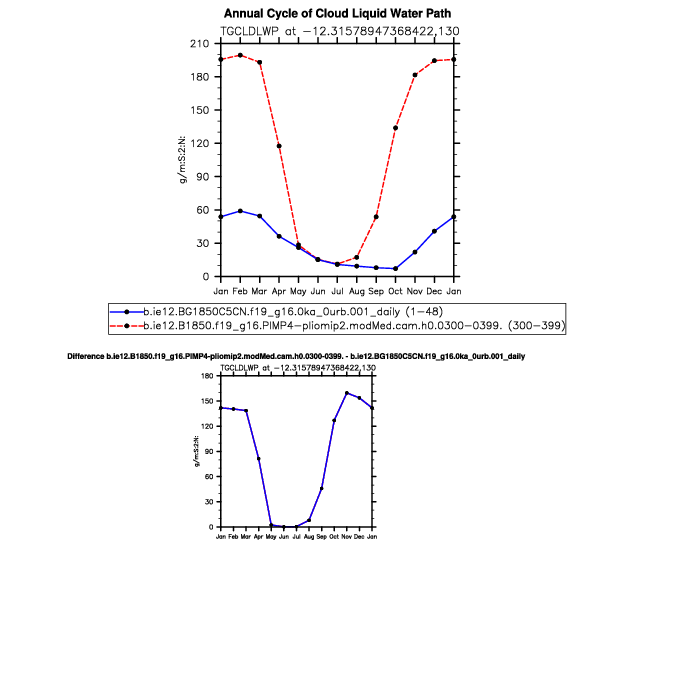 Annual Cycle of Cloud Liquid Water Path
TGCLDLWP at −12.31578947368422,130
210
180
150
120
90
60
30
0
g/m:S:2:N:
Jan Feb Mar Apr May Jun Jul Aug Sep Oct Nov Dec Jan
b.ie12.BG1850C5CN.f19_g16.0ka_0urb.001_daily (1−48)
b.ie12.B1850.f19_g16.PIMP4−pliomip2.modMed.cam.h0.0300−0399. (300−399)
Difference b.ie12.B1850.f19_g16.PIMP4-pliomip2.modMed.cam.h0.0300-0399. - b.ie12.BG1850C5CN.f19_g16.0ka_0urb.001_daily
TGCLDLWP at −12.31578947368422,130
180
150
120
90
60
30
0
g/m:S:2:N:
Jan Feb Mar Apr May Jun Jul Aug Sep Oct Nov Dec Jan